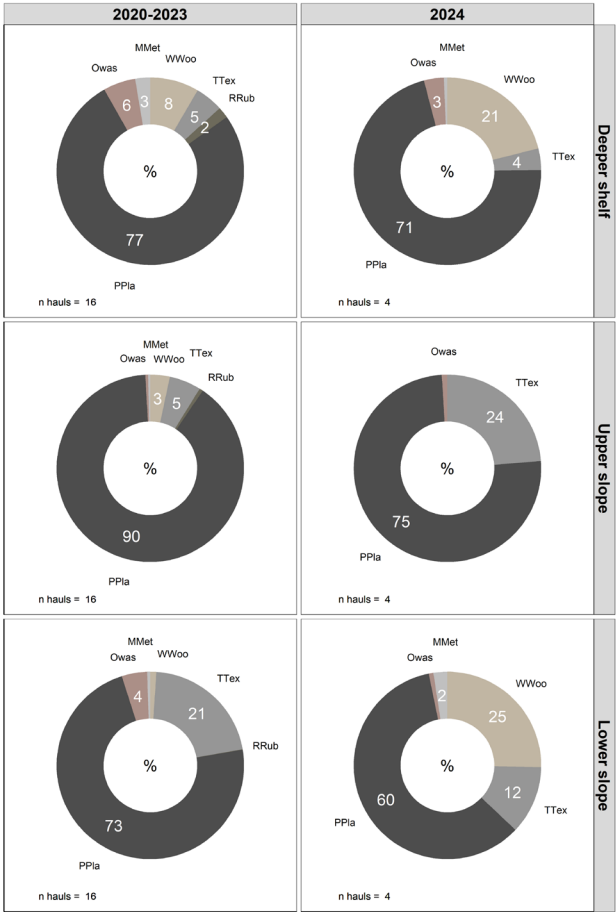 2020-2023
2024
MMet
WWoo
Owas
TTex
RRub
6
3
8
5
2
%
77
PPla
n hauls = 16
MMet
Owas
WWoo
3
21
TTex
4
%
71
PPla
n hauls = 4
Deeper shelf
MMet
TTex
Owas
WWoo
RRub
3
5
%
90
PPla
n hauls = 16
Owas
TTex
24
%
75
PPla
n hauls = 4
Upper slope
MMet
WWoo
Owas
TTex
4
21
RRub
%
73
PPla
n hauls = 16
MMet
Owas
WWoo
2
25
%
60
12
TTex
PPla
n hauls = 4
Lower slope